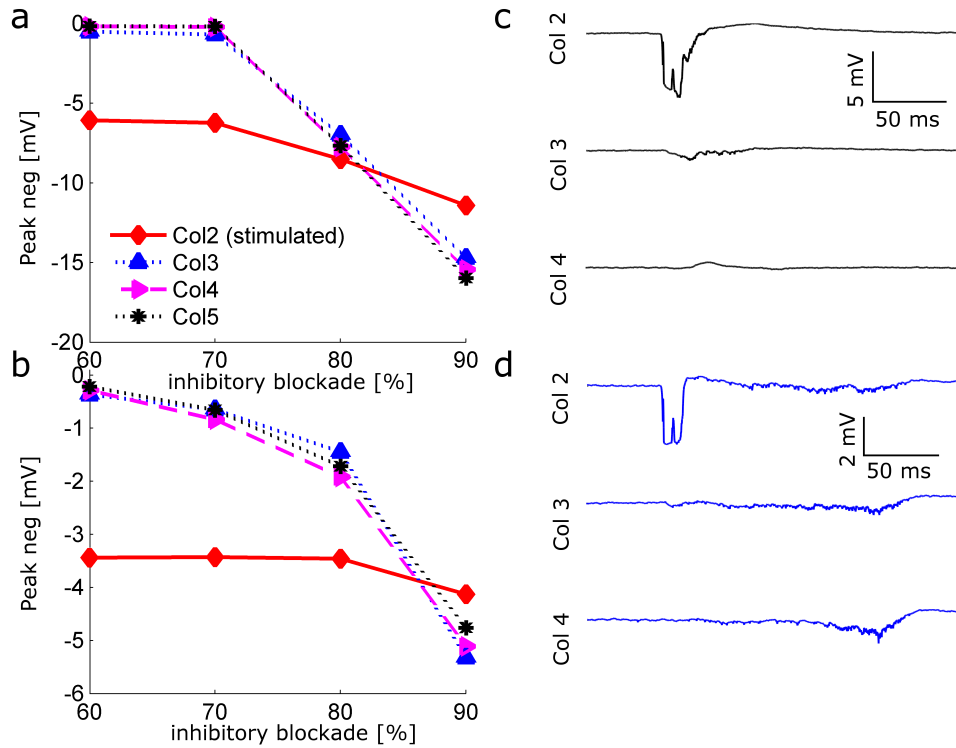 a
0
-5
-10
-15
-20
Peak neg [mV]
Col2 (stimulated)
Col3
Col4
Col5
60
70
80
90
inhibitory blockade [%]
b
0
-1
-2
-3
-4
-5
-6
Peak neg [mV]
60
70
80
90
inhibitory blockade [%]
c
Col 2
5 mV
50 ms
Col 3
Col 4
d
Col 2
2 mV
50 ms
Col 3
Col 4